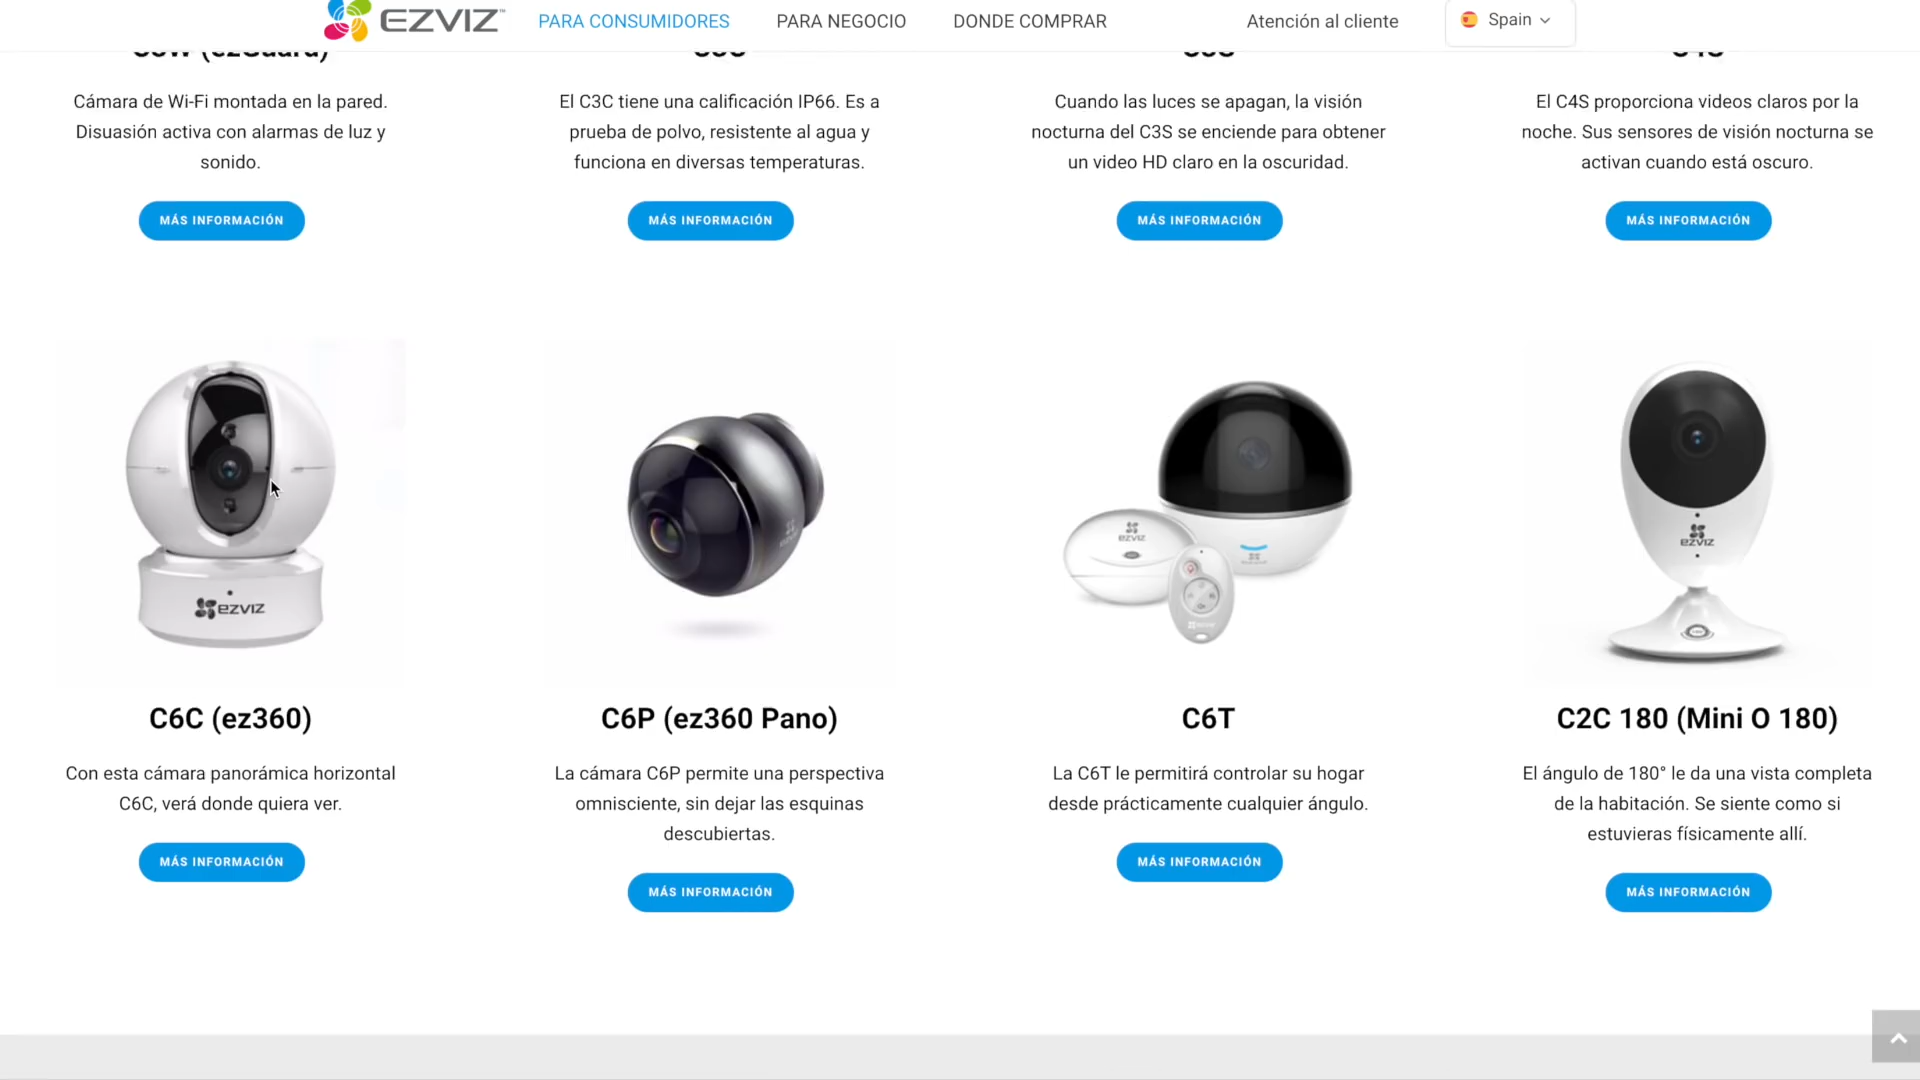 EZVIZ
PARA CONSUMIDORES
PARA NEGOCIO
DONDE COMPRAR
Atención al cliente
Spain
C3W (ezGuard)
C3C
C3S
C4S
Cámara de Wi-Fi montada en la pared.
Disuasión activa con alarmas de luz y
sonido.
MÁS INFORMACIÓN
El C3C tiene una calificación IP66. Es a
prueba de polvo, resistente al agua y
funciona en diversas temperaturas.
MÁS INFORMACIÓN
Cuando las luces se apagan, la visión
nocturna del C3S se enciende para obtener
un video HD claro en la oscuridad.
MÁS INFORMACIÓN
El C4S proporciona videos claros por la
noche. Sus sensores de visión nocturna se
activan cuando está oscuro.
MÁS INFORMACIÓN
ezviz
ezviz
ezviz
C6C (ez360)
Con esta cámara panorámica horizontal
C6C, verá donde quiera ver.
MÁS INFORMACIÓN
C6P (ez360 Pano)
La cámara C6P permite una perspectiva
omnisciente, sin dejar las esquinas
descubiertas.
MÁS INFORMACIÓN
C6T
La C6T le permitirá controlar su hogar
desde prácticamente cualquier ángulo.
MÁS INFORMACIÓN
C2C 180 (Mini O 180)
El ángulo de 180° le da una vista completa
de la habitación. Se siente como si
estuvieras físicamente allí.
MÁS INFORMACIÓN